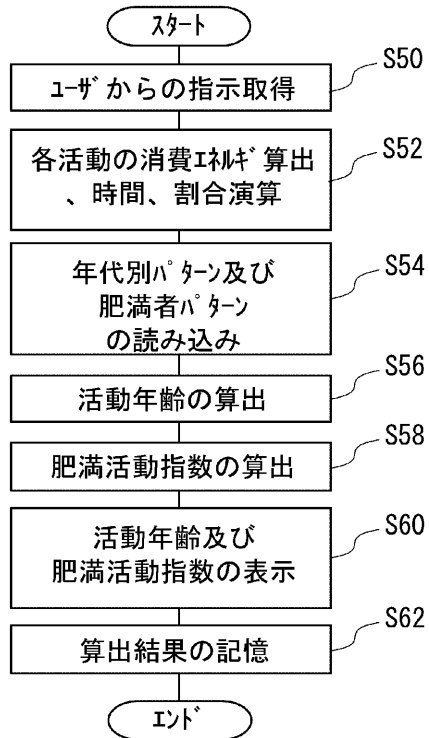 ｽﾀｰﾄ
S50
ﾕｰｻﾞからの指示取得
S52
各活動の消費ｴﾈﾙｷﾞ算出
、時間、割合演算
S54
年代別ﾊﾟﾀｰﾝ及び
肥満者ﾊﾟﾀｰﾝ
の読み込み
S56
活動年齢の算出
S58
肥満活動指数の算出
S60
活動年齢及び
肥満活動指数の表示
S62
算出結果の記憶
ｴﾝﾄﾞ